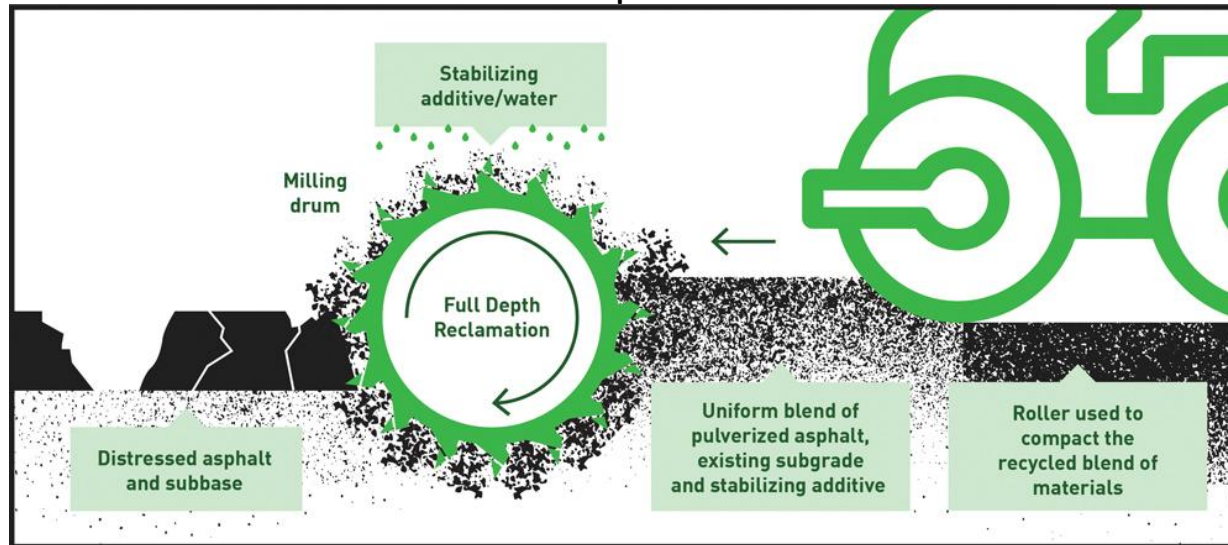 Stabilizing
additive/water
Milling
drum
Full Depth
Reclamation
Distressed asphalt
and subbase
Uniform blend of
pulverized asphalt,
existing subgrade
and stabilizing additive
Roller used to
compact the
recycled blend of
materials